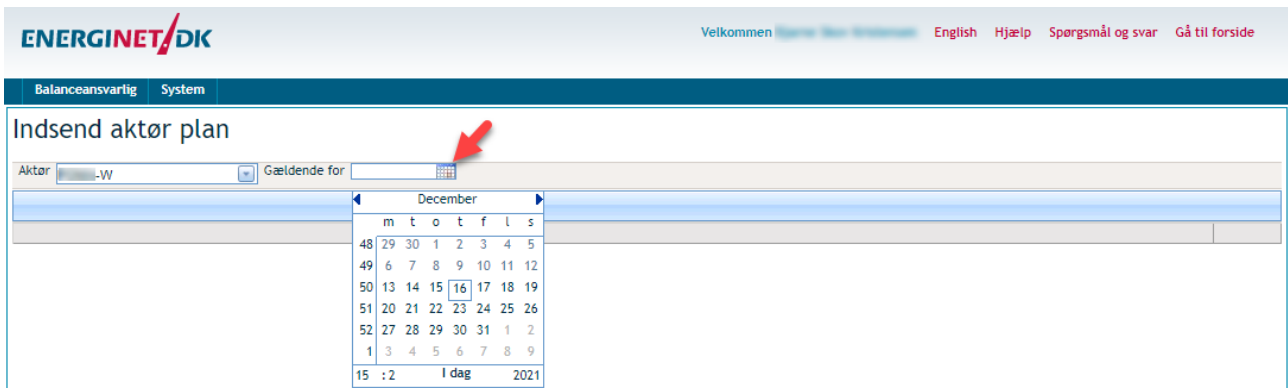 ENERGINET/DK
Velkommen English Hjælp Spørgsmål og svar Gå til forside
Balanceansvarlig System
Indsend aktør plan
Aktør -W Gældende for
December
m t o t f l s
48 29 30 1 2 3 4 5
49 6 7 8 9 10 11 12
50 13 14 15 16 17 18 19
51 20 21 22 23 24 25 26
52 27 28 29 30 31 1 2
1 3 4 5 6 7 8 9
15 :2 I dag 2021